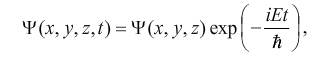 Ψ(x, y, z, t) = Ψ(x, y, z) exp(−iEt/ħ),